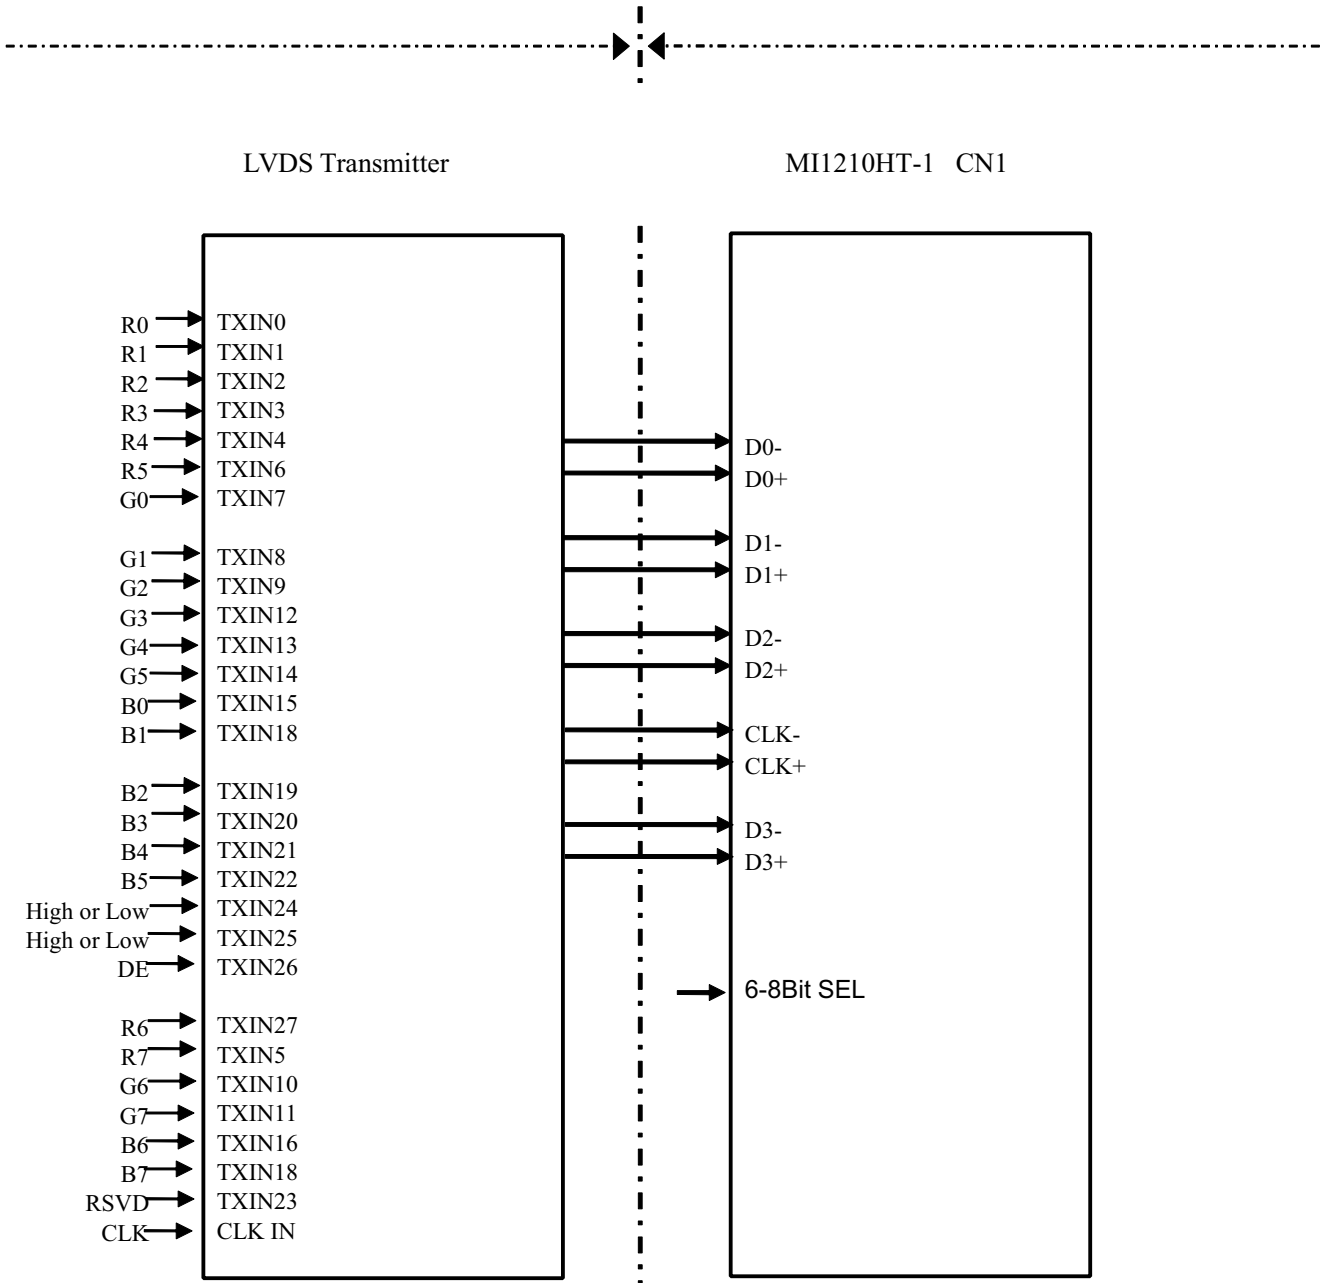 LVDS Transmitter MI1210HT-1 CN1
R0 TXIN0
R1 TXIN1
R2 TXIN2
R3 TXIN3
R4 TXIN4
R5 TXIN6
G0 TXIN7
G1 TXIN8
G2 TXIN9
G3 TXIN12
G4 TXIN13
G5 TXIN14
B0 TXIN15
B1 TXIN18
B2 TXIN19
B3 TXIN20
B4 TXIN21
B5 TXIN22
High or Low TXIN24
High or Low TXIN25
DE TXIN26
R6 TXIN27
R7 TXIN5
G6 TXIN10
G7 TXIN11
B6 TXIN16
B7 TXIN18
RSVD TXIN23
CLK CLK IN
D0-
D0+
D1-
D1+
D2-
D2+
CLK-
CLK+
D3-
D3+
6-8Bit SEL